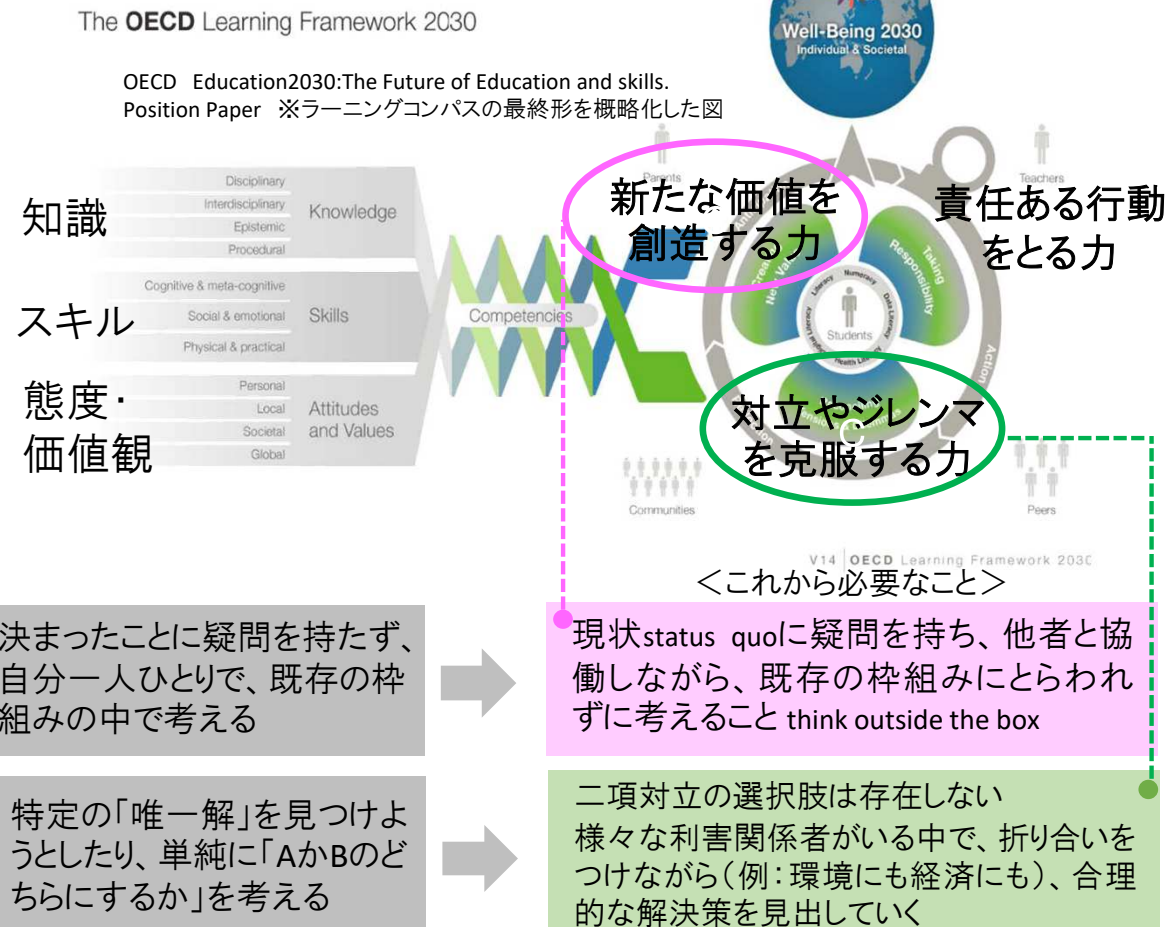 The OECD Learning Framework 2030
Well-Being 2030
Individual & Societal
OECD Education2030:The Future of Education and skills.
Position Paper ※ラーニングコンパスの最終形を概略化した図
知識
Disciplinary
Interdisciplinary
Epistemic
Procedural
Knowledge
スキル
Cognitive & meta-cognitive
Social & emotional
Physical & practical
Skills
態度・
価値観
Personal
Local
Societal
Global
Attitudes
and Values
Competencies
Parents
新たな価値を
創造する力
Teachers
責任ある行動
をとる力
Taking
Responsibility
Literacy
Numeracy
Data Literacy
Health Literacy
Students
Action
対立やジレンマ
を克服する力
Communities
Peers
V14 OECD Learning Framework 2030
＜これから必要なこと＞
決まったことに疑問を持たず、
自分一人ひとりで、既存の枠
組みの中で考える
現状status quoに疑問を持ち、他者と協
働しながら、既存の枠組みにとらわれ
ずに考えること think outside the box
特定の「唯一解」を見つけよ
うとしたり、単純に「AかBのど
ちらにするか」を考える
二項対立の選択肢は存在しない
様々な利害関係者がいる中で、折り合いを
つけながら（例：環境にも経済にも）、合理
的な解決策を見出していく